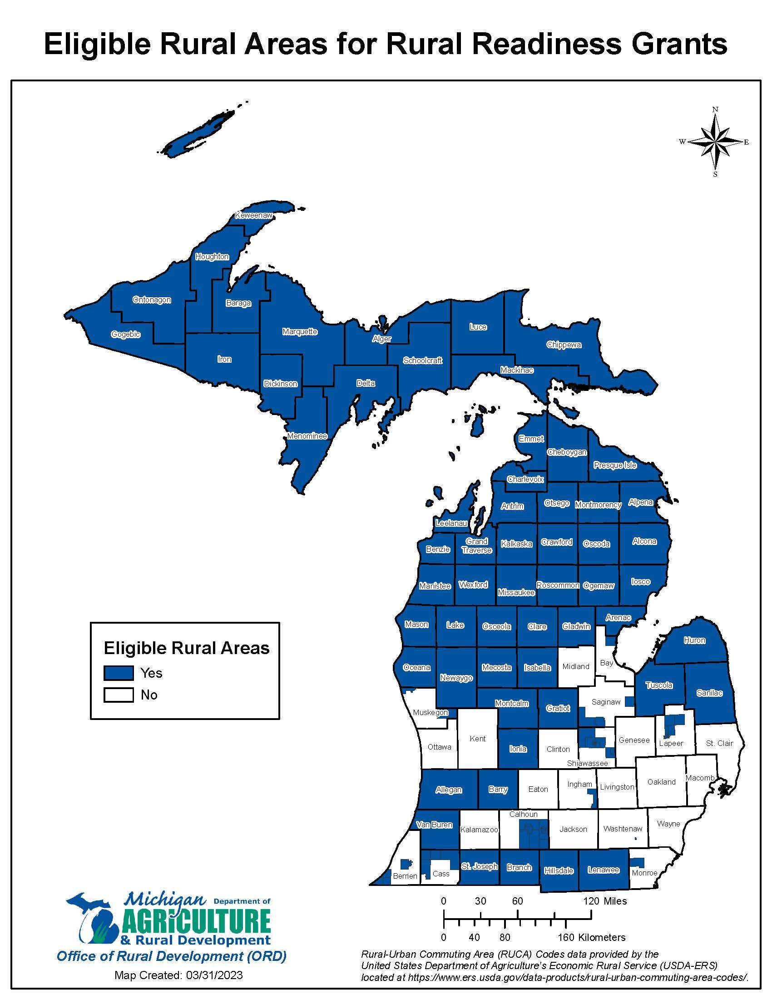 Eligible Rural Areas for Rural Readiness Grants
N
W
E
S
Keweenaw
Houghton
Ontonagon
Baraga
Gogebic
Marquette
Luce
Alger
Chippewa
Iron
Schoolcraft
Mackinac
Dickinson
Delta
Menominee
Emmet
Cheboygan
Presque Isle
Charlevoix
Antrim
Otsego
Montmorency
Alpena
Leelanau
Benzie
Grand
Traverse
Kalkaska
Crawford
Oscoda
Alcona
Manistee
Wexford
Missaukee
Roscommon
Ogemaw
Iosco
Mason
Lake
Osceola
Clare
Gladwin
Arenac
Huron
Oceana
Newaygo
Mecosta
Isabella
Midland
Bay
Tuscola
Sanilac
Muskegon
Montcalm
Gratiot
Saginaw
Ottawa
Kent
Ionia
Clinton
Shiawassee
Genesee
Lapeer
St. Clair
Allegan
Barry
Eaton
Ingham
Livingston
Oakland
Macomb
Van Buren
Kalamazoo
Calhoun
Jackson
Washtenaw
Wayne
Berrien
Cass
St. Joseph
Branch
Hillsdale
Lenawee
Monroe
Eligible Rural Areas
Yes
No
Michigan Department of
AGRICULTURE
& Rural Development
Office of Rural Development (ORD)
Map Created: 03/31/2023
0 30 60 120 Miles
0 40 80 160 Kilometers
Rural-Urban Commuting Area (RUCA) Codes data provided by the
United States Department of Agriculture's Economic Rural Service (USDA-ERS)
located at https://www.ers.usda.gov/data-products/rural-urban-commuting-area-codes/.